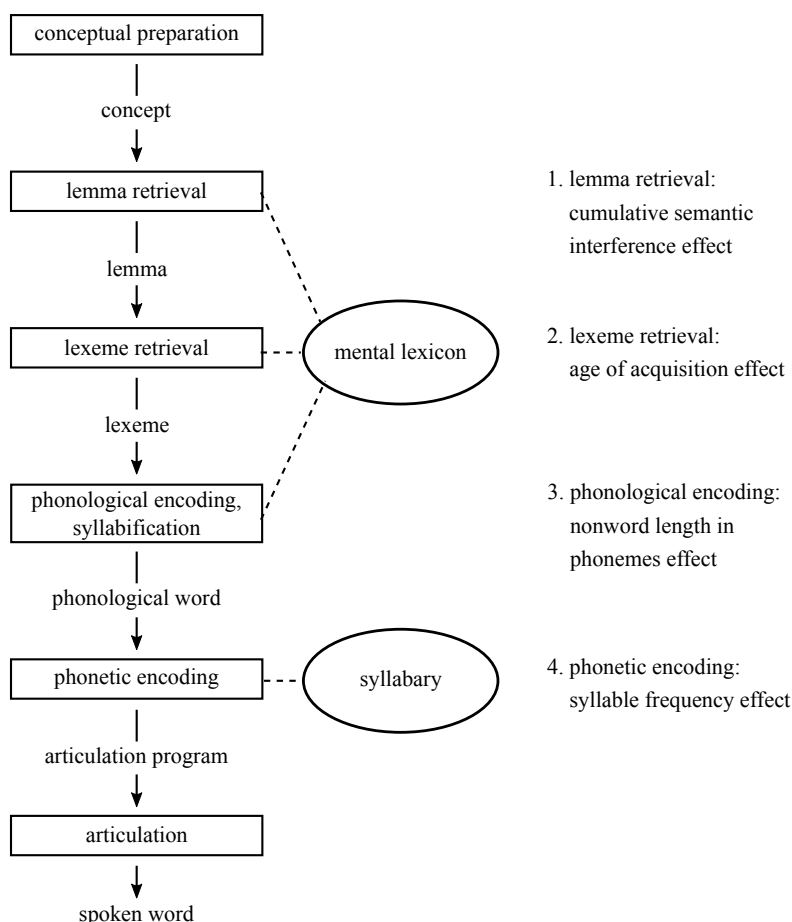 conceptual preparation
concept
lemma retrieval
lemma
lexeme retrieval
lexeme
phonological encoding,
syllabification
phonological word
phonetic encoding
articulation program
articulation
spoken word
mental lexicon
syllabary
1. lemma retrieval:
cumulative semantic
interference effect
2. lexeme retrieval:
age of acquisition effect
3. phonological encoding:
nonword length in
phonemes effect
4. phonetic encoding:
syllable frequency effect